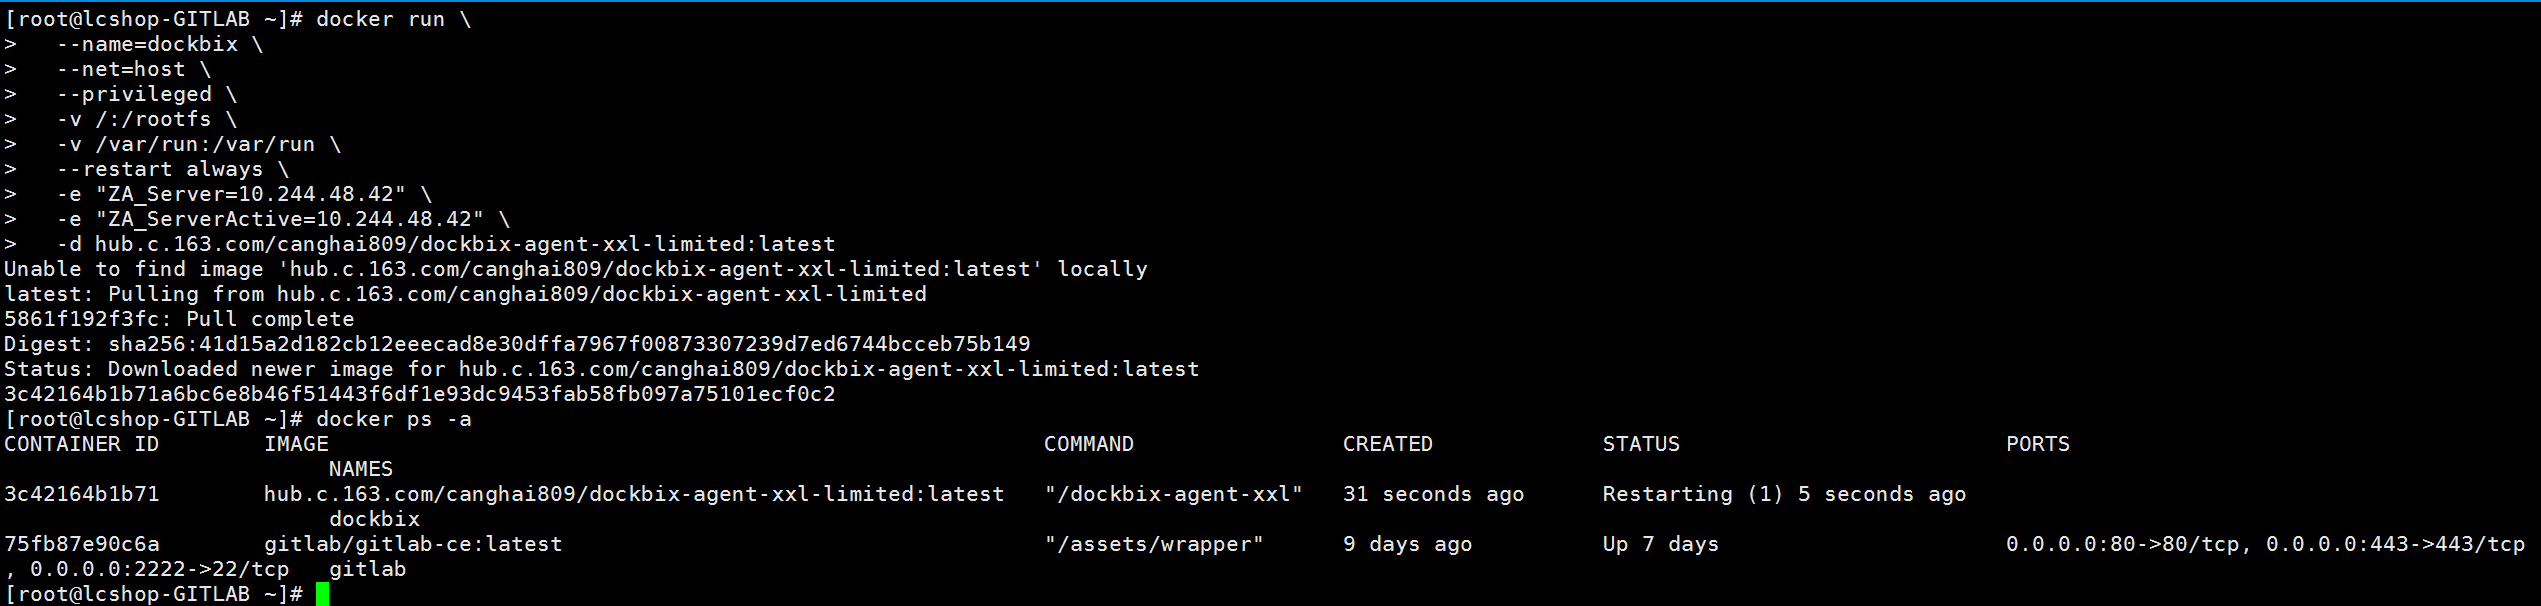 [root@lcshop-GITLAB ~]# docker run \
>   --name=dockbix \
>   --net=host \
>   --privileged \
>   -v /:/rootfs \
>   -v /var/run:/var/run \
>   --restart always \
>   -e "ZA_Server=10.244.48.42" \
>   -e "ZA_ServerActive=10.244.48.42" \
>   -d hub.c.163.com/canghai809/dockbix-agent-xxl-limited:latest
Unable to find image 'hub.c.163.com/canghai809/dockbix-agent-xxl-limited:latest' locally
latest: Pulling from hub.c.163.com/canghai809/dockbix-agent-xxl-limited
5861f192f3fc: Pull complete
Digest: sha256:41d15a2d182cb12eeecad8e30dffa7967f00873307239d7ed6744bcceb75b149
Status: Downloaded newer image for hub.c.163.com/canghai809/dockbix-agent-xxl-limited:latest
3c42164b1b71a6bc6e8b46f51443f6df1e93dc9453fab58fb097a75101ecf0c2
[root@lcshop-GITLAB ~]# docker ps -a
CONTAINER ID        IMAGE                                                       COMMAND                CREATED             STATUS                         PORTS
                         NAMES
3c42164b1b71        hub.c.163.com/canghai809/dockbix-agent-xxl-limited:latest   "/dockbix-agent-xxl"   31 seconds ago      Restarting (1) 5 seconds ago
                         dockbix
75fb87e90c6a        gitlab/gitlab-ce:latest                                     "/assets/wrapper"      9 days ago          Up 7 days                      0.0.0.0:80->80/tcp, 0.0.0.0:443->443/tcp
, 0.0.0.0:2222->22/tcp   gitlab
[root@lcshop-GITLAB ~]#